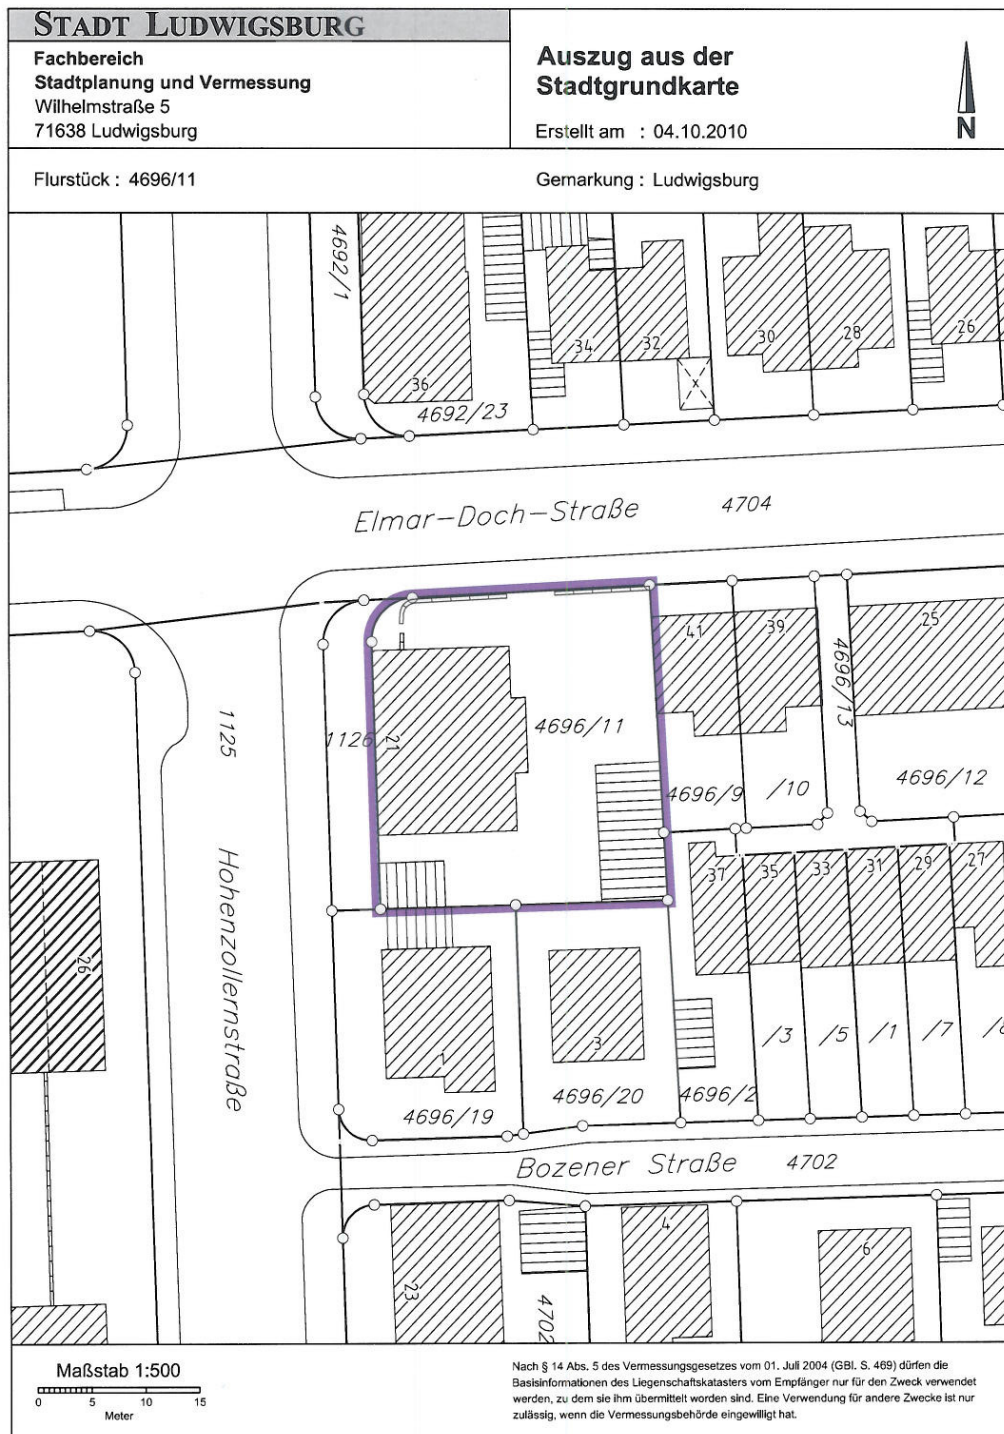 STADT LUDWIGSBURG
Fachbereich
Stadtplanung und Vermessung
Wilhelmstraße 5
71638 Ludwigsburg
Auszug aus der
Stadtgrundkarte
Erstellt am : 04.10.2010
N
Flurstück : 4696/11
Gemarkung : Ludwigsburg
4692/1
36
34
32
30
28
26
X
4692/23
Elmar-Doch-Straße
4704
41
39
25
4696/13
1125
1126
21
4696/11
4696/9
/10
4696/12
Hohenzollernstraße
26
37
35
33
31
29
27
1
3
/3
/5
/1
/7
4696/19
4696/20
4696/2
Bozener Straße
4702
23
4702
4
6
Maßstab 1:500
0 5 10 15
Meter
Nach § 14 Abs. 5 des Vermessungsgesetzes vom 01. Juli 2004 (GBl. S. 469) dürfen die
Basisinformationen des Liegenschaftskatasters vom Empfänger nur für den Zweck verwendet
werden, zu dem sie ihm übermittelt worden sind. Eine Verwendung für andere Zwecke ist nur
zulässig, wenn die Vermessungsbehörde eingewilligt hat.